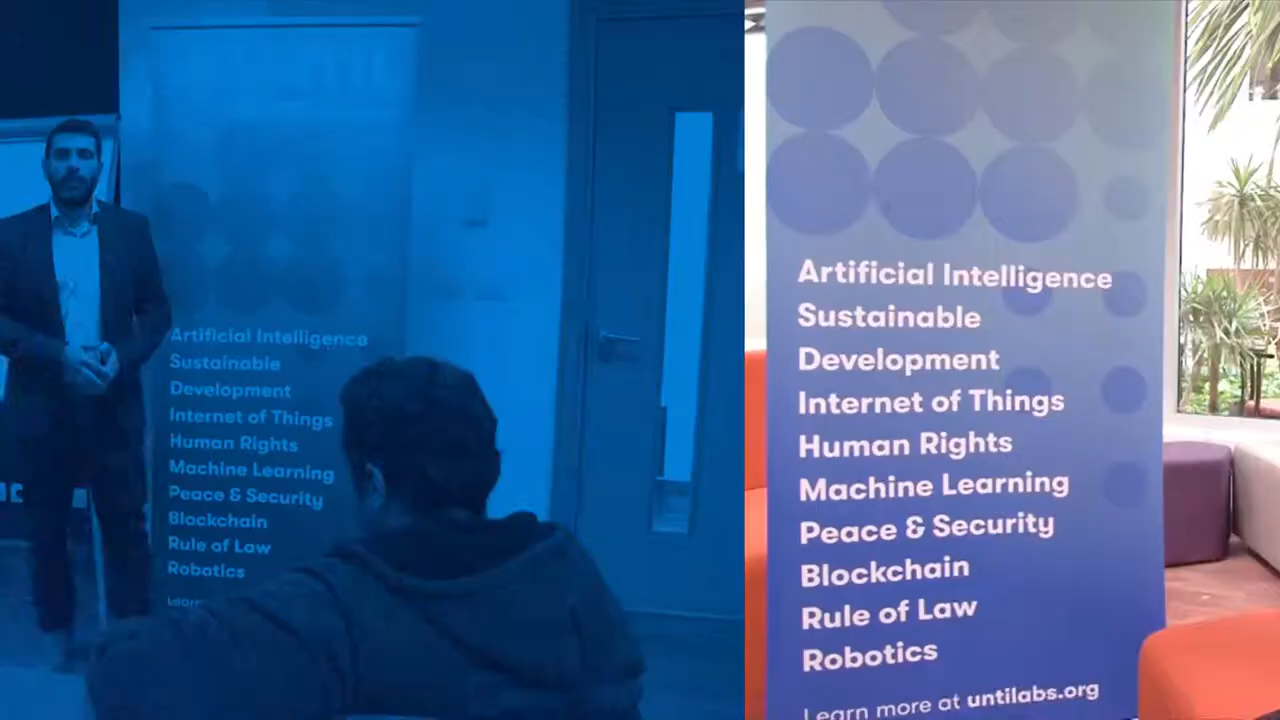 Artificial Intelligence
Sustainable
Development
Internet of Things
Human Rights
Machine Learning
Peace & Security
Blockchain
Rule of Law
Robotics
Learn
Artificial Intelligence
Sustainable
Development
Internet of Things
Human Rights
Machine Learning
Peace & Security
Blockchain
Rule of Law
Robotics
Learn more at untilabs.org